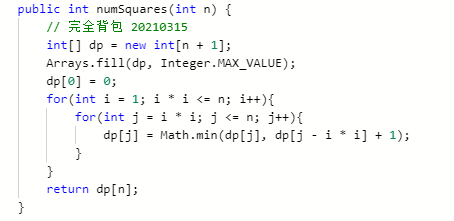 public int numSquares(int n) {
    // 完全背包 20210315
    int[] dp = new int[n + 1];
    Arrays.fill(dp, Integer.MAX_VALUE);
    dp[0] = 0;
    for(int i = 1; i * i <= n; i++){
        for(int j = i * i; j <= n; j++){
            dp[j] = Math.min(dp[j], dp[j - i * i] + 1);
        }
    }
    return dp[n];
}